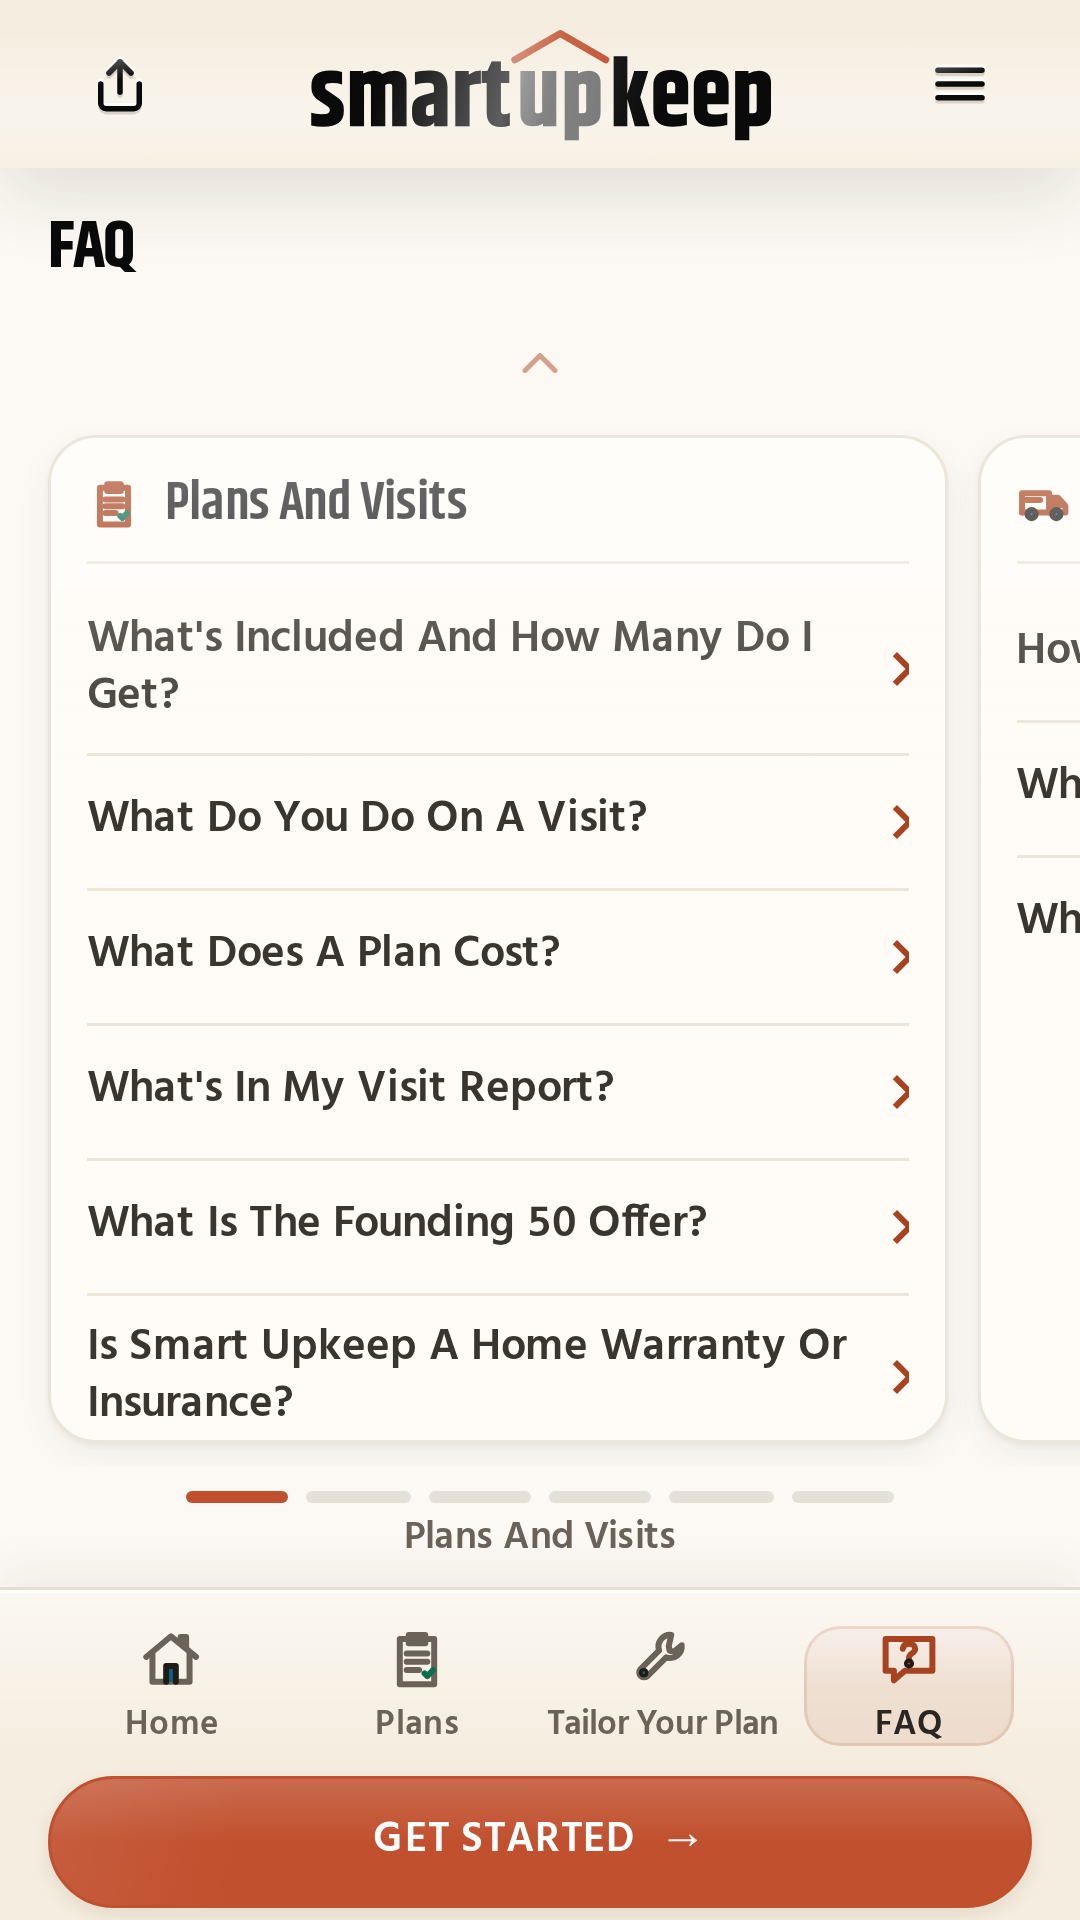 smartupkeep
FAQ
Plans And Visits
What's Included And How Many Do I
Get?
What Do You Do On A Visit?
What Does A Plan Cost?
What's In My Visit Report?
What Is The Founding 50 Offer?
Is Smart Upkeep A Home Warranty Or
Insurance?
Plans And Visits
Home
Plans
Tailor Your Plan
FAQ
GET STARTED →